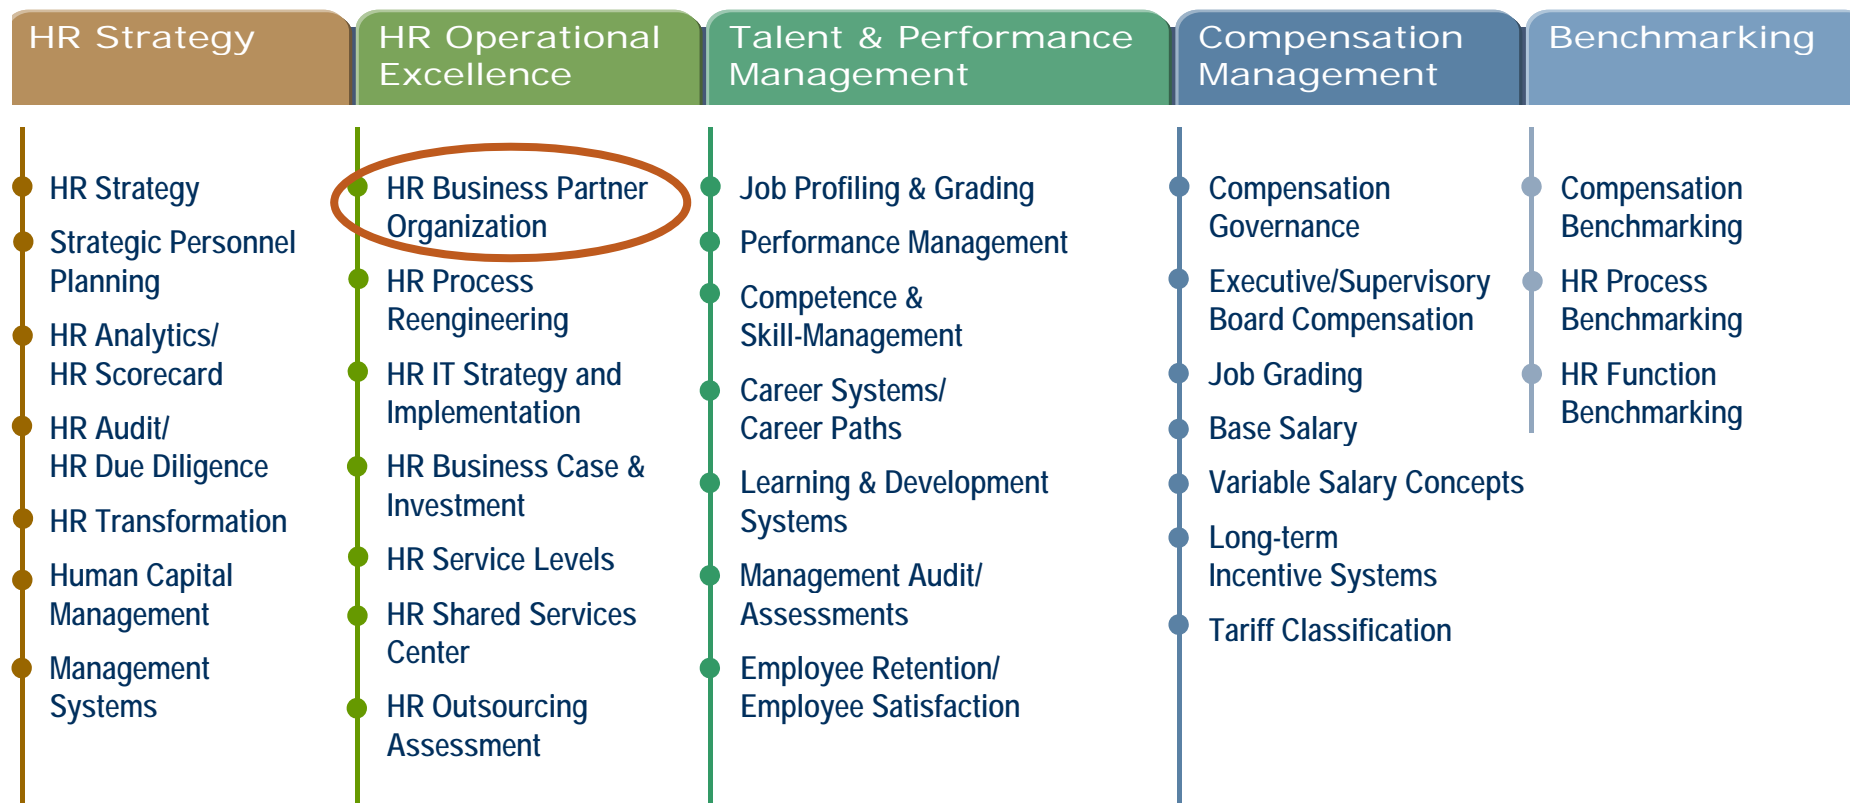 HR Strategy
HR Operational
Excellence
Talent & Performance
Management
Compensation
Management
Benchmarking
HR Strategy
Strategic Personnel
Planning
HR Analytics/
HR Scorecard
HR Audit/
HR Due Diligence
HR Transformation
Human Capital
Management
Management
Systems
HR Business Partner
Organization
HR Process
Reengineering
HR IT Strategy and
Implementation
HR Business Case &
Investment
HR Service Levels
HR Shared Services
Center
HR Outsourcing
Assessment
Job Profiling & Grading
Performance Management
Competence &
Skill-Management
Career Systems/
Career Paths
Learning & Development
Systems
Management Audit/
Assessments
Employee Retention/
Employee Satisfaction
Compensation
Governance
Executive/Supervisory
Board Compensation
Job Grading
Base Salary
Variable Salary Concepts
Long-term
Incentive Systems
Tariff Classification
Compensation
Benchmarking
HR Process
Benchmarking
HR Function
Benchmarking